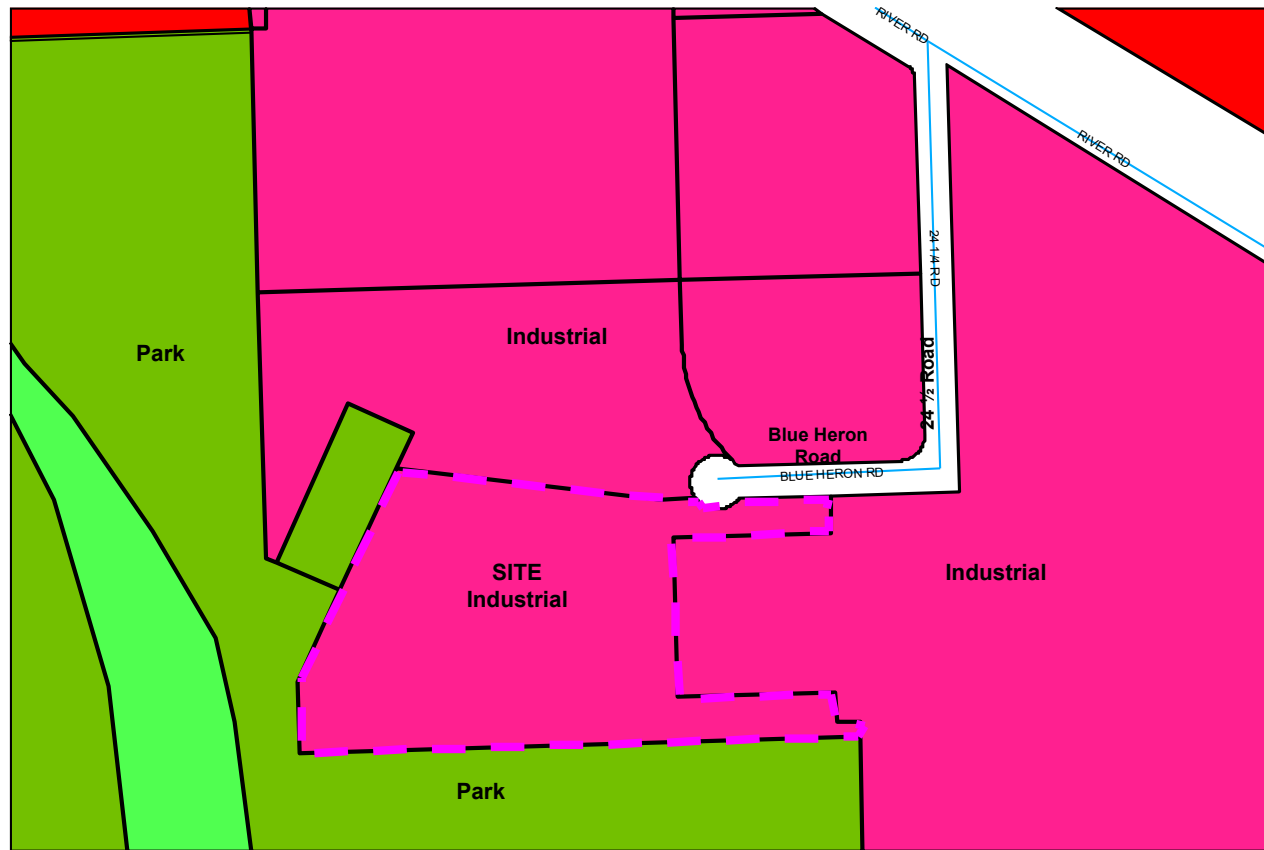 RIVER RD
RIVER RD
24 1/4 RD
Industrial
Park
24 ½ Road
Blue Heron
Road
BLUE HERON RD
SITE
Industrial
Industrial
Park